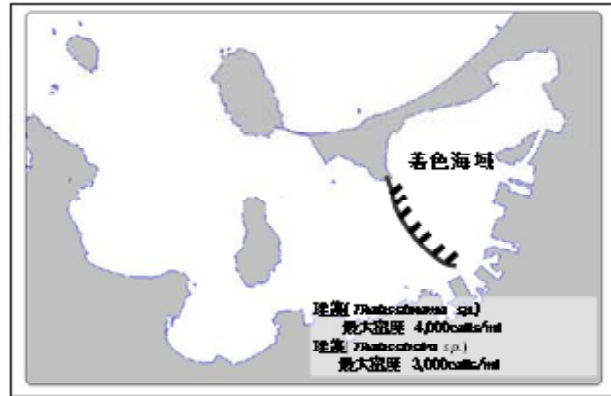 着色海域
珪藻( sp.)
最大密度 4,000cells/ml
珪藻( sp.)
最大密度 3,000cells/ml